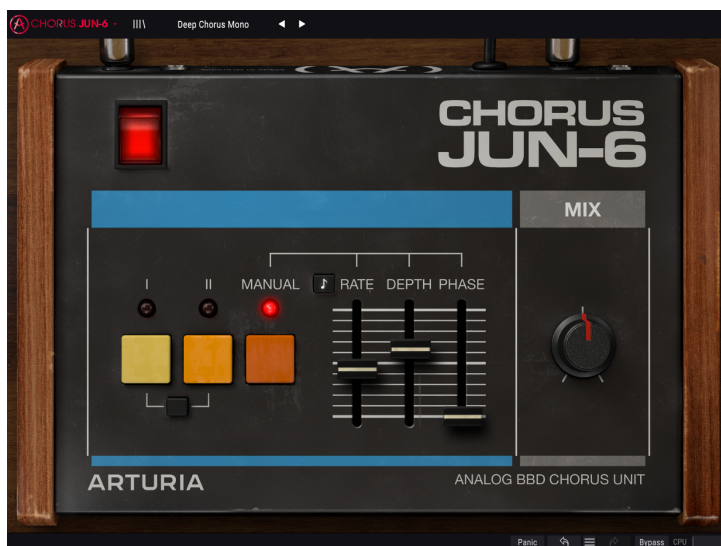 CHORUS JUN-6
Deep Chorus Mono
CHORUS
JUN-6
MIX
I II MANUAL ♪ RATE DEPTH PHASE
ARTURIA
ANALOG BBD CHORUS UNIT
Panic Bypass CPU